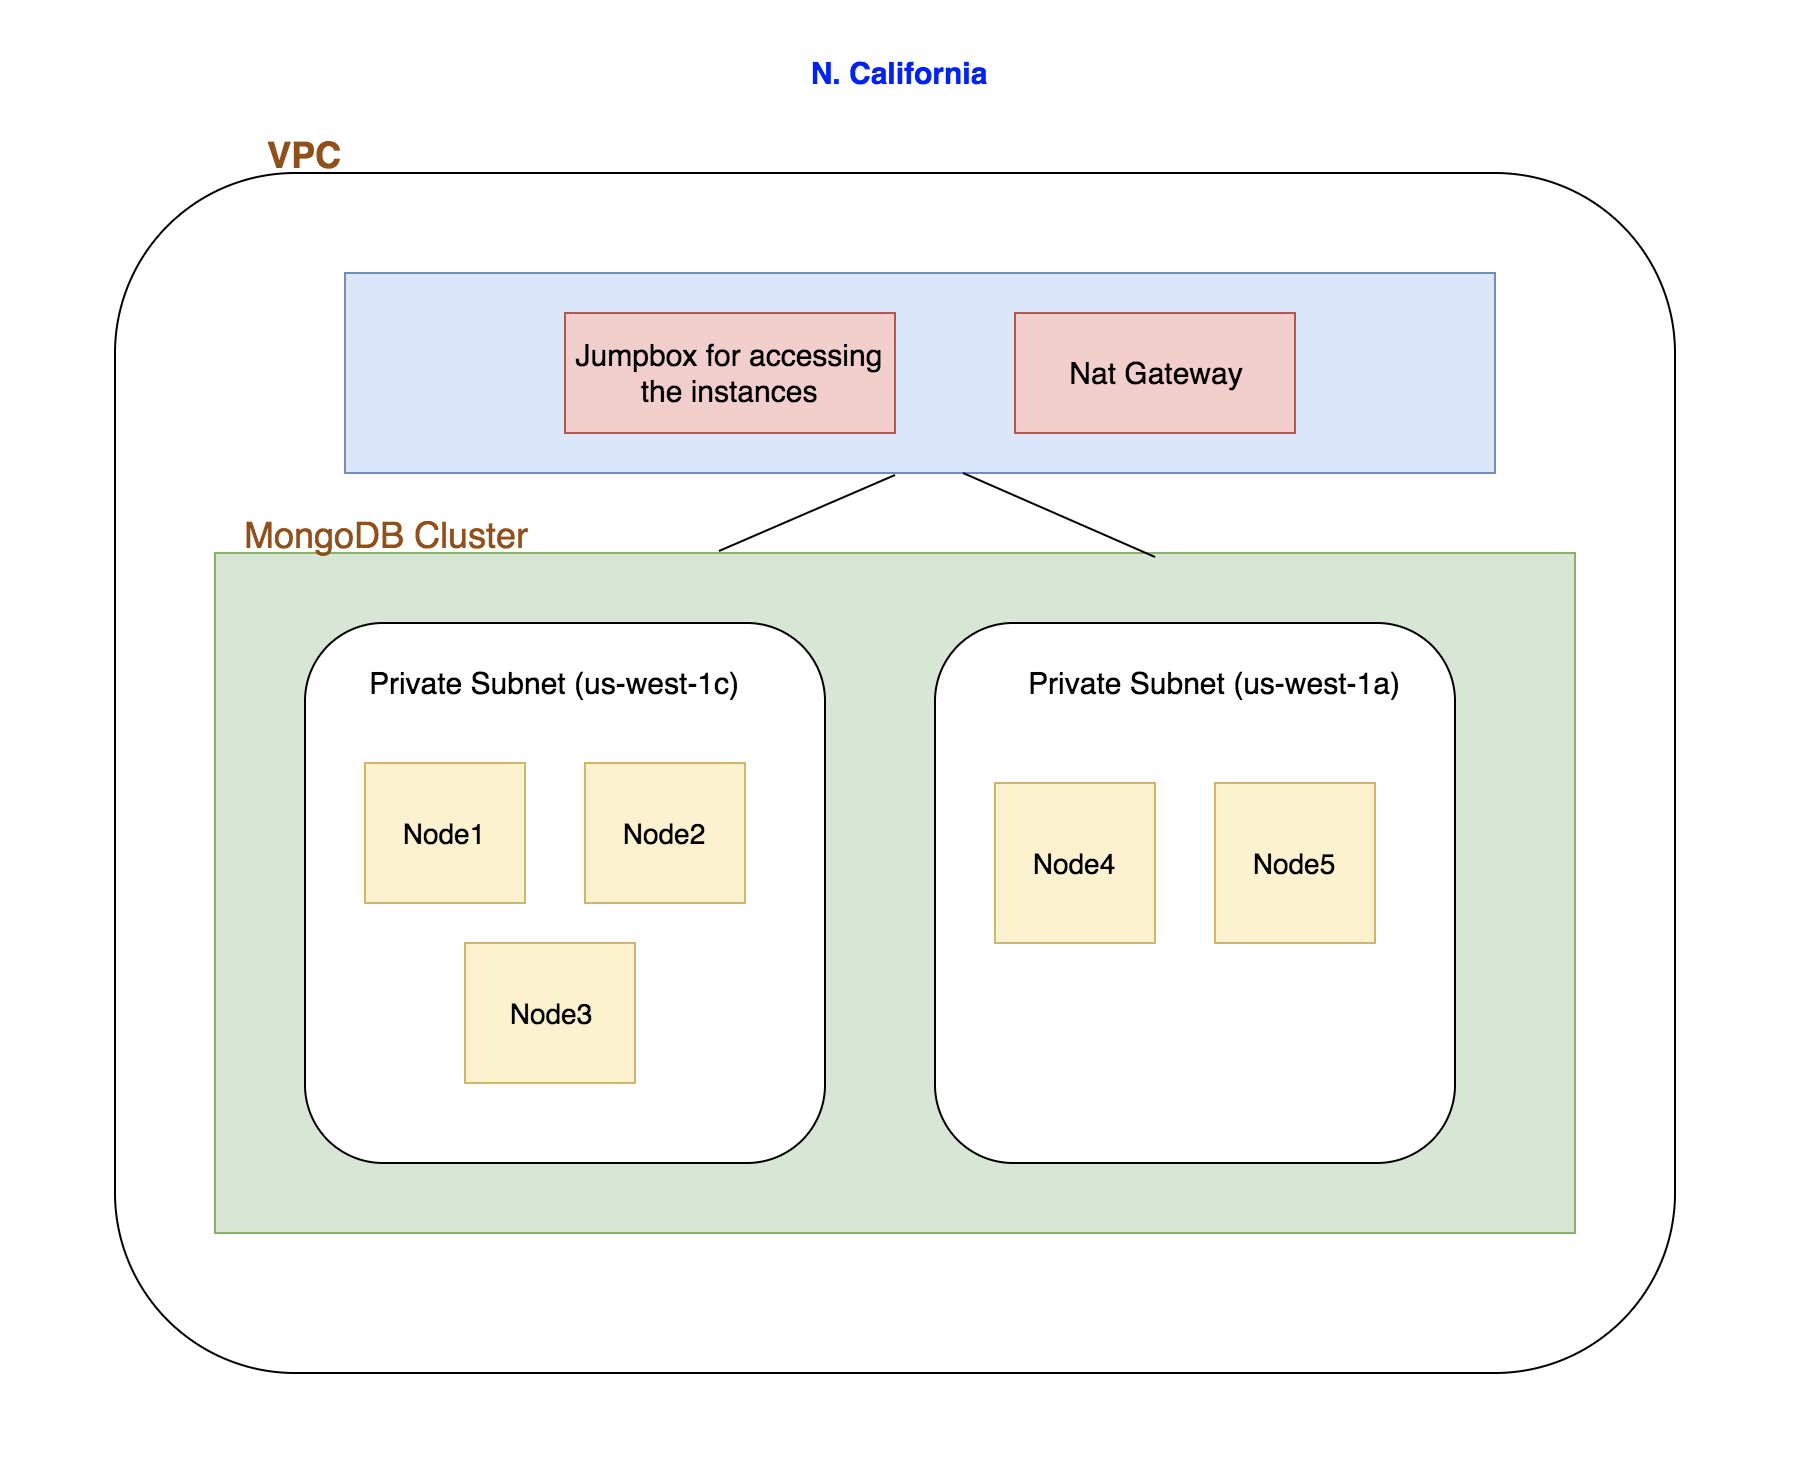 N. California
VPC
Jumpbox for accessing
the instances
Nat Gateway
MongoDB Cluster
Private Subnet (us-west-1c)
Private Subnet (us-west-1a)
Node1
Node2
Node4
Node5
Node3